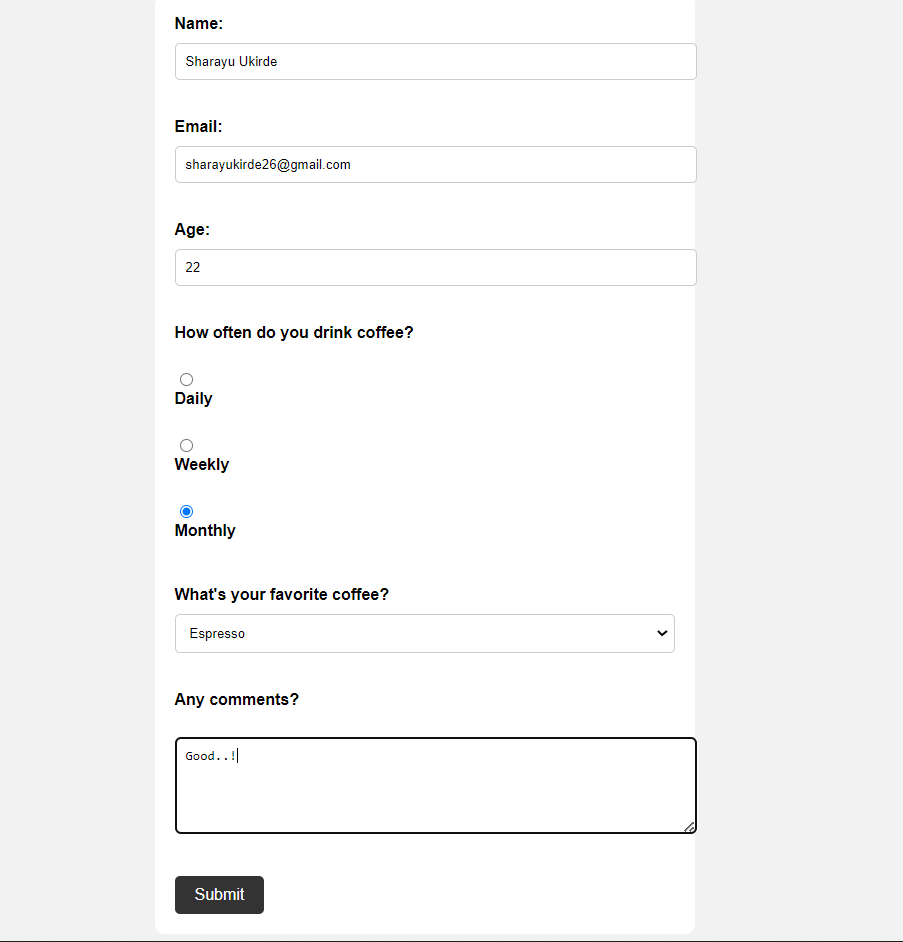 Name:
Sharayu Ukirde
Email:
sharayukirde26@gmail.com
Age:
22
How often do you drink coffee?
Daily
Weekly
Monthly
What's your favorite coffee?
Espresso
Any comments?
Good..!
Submit